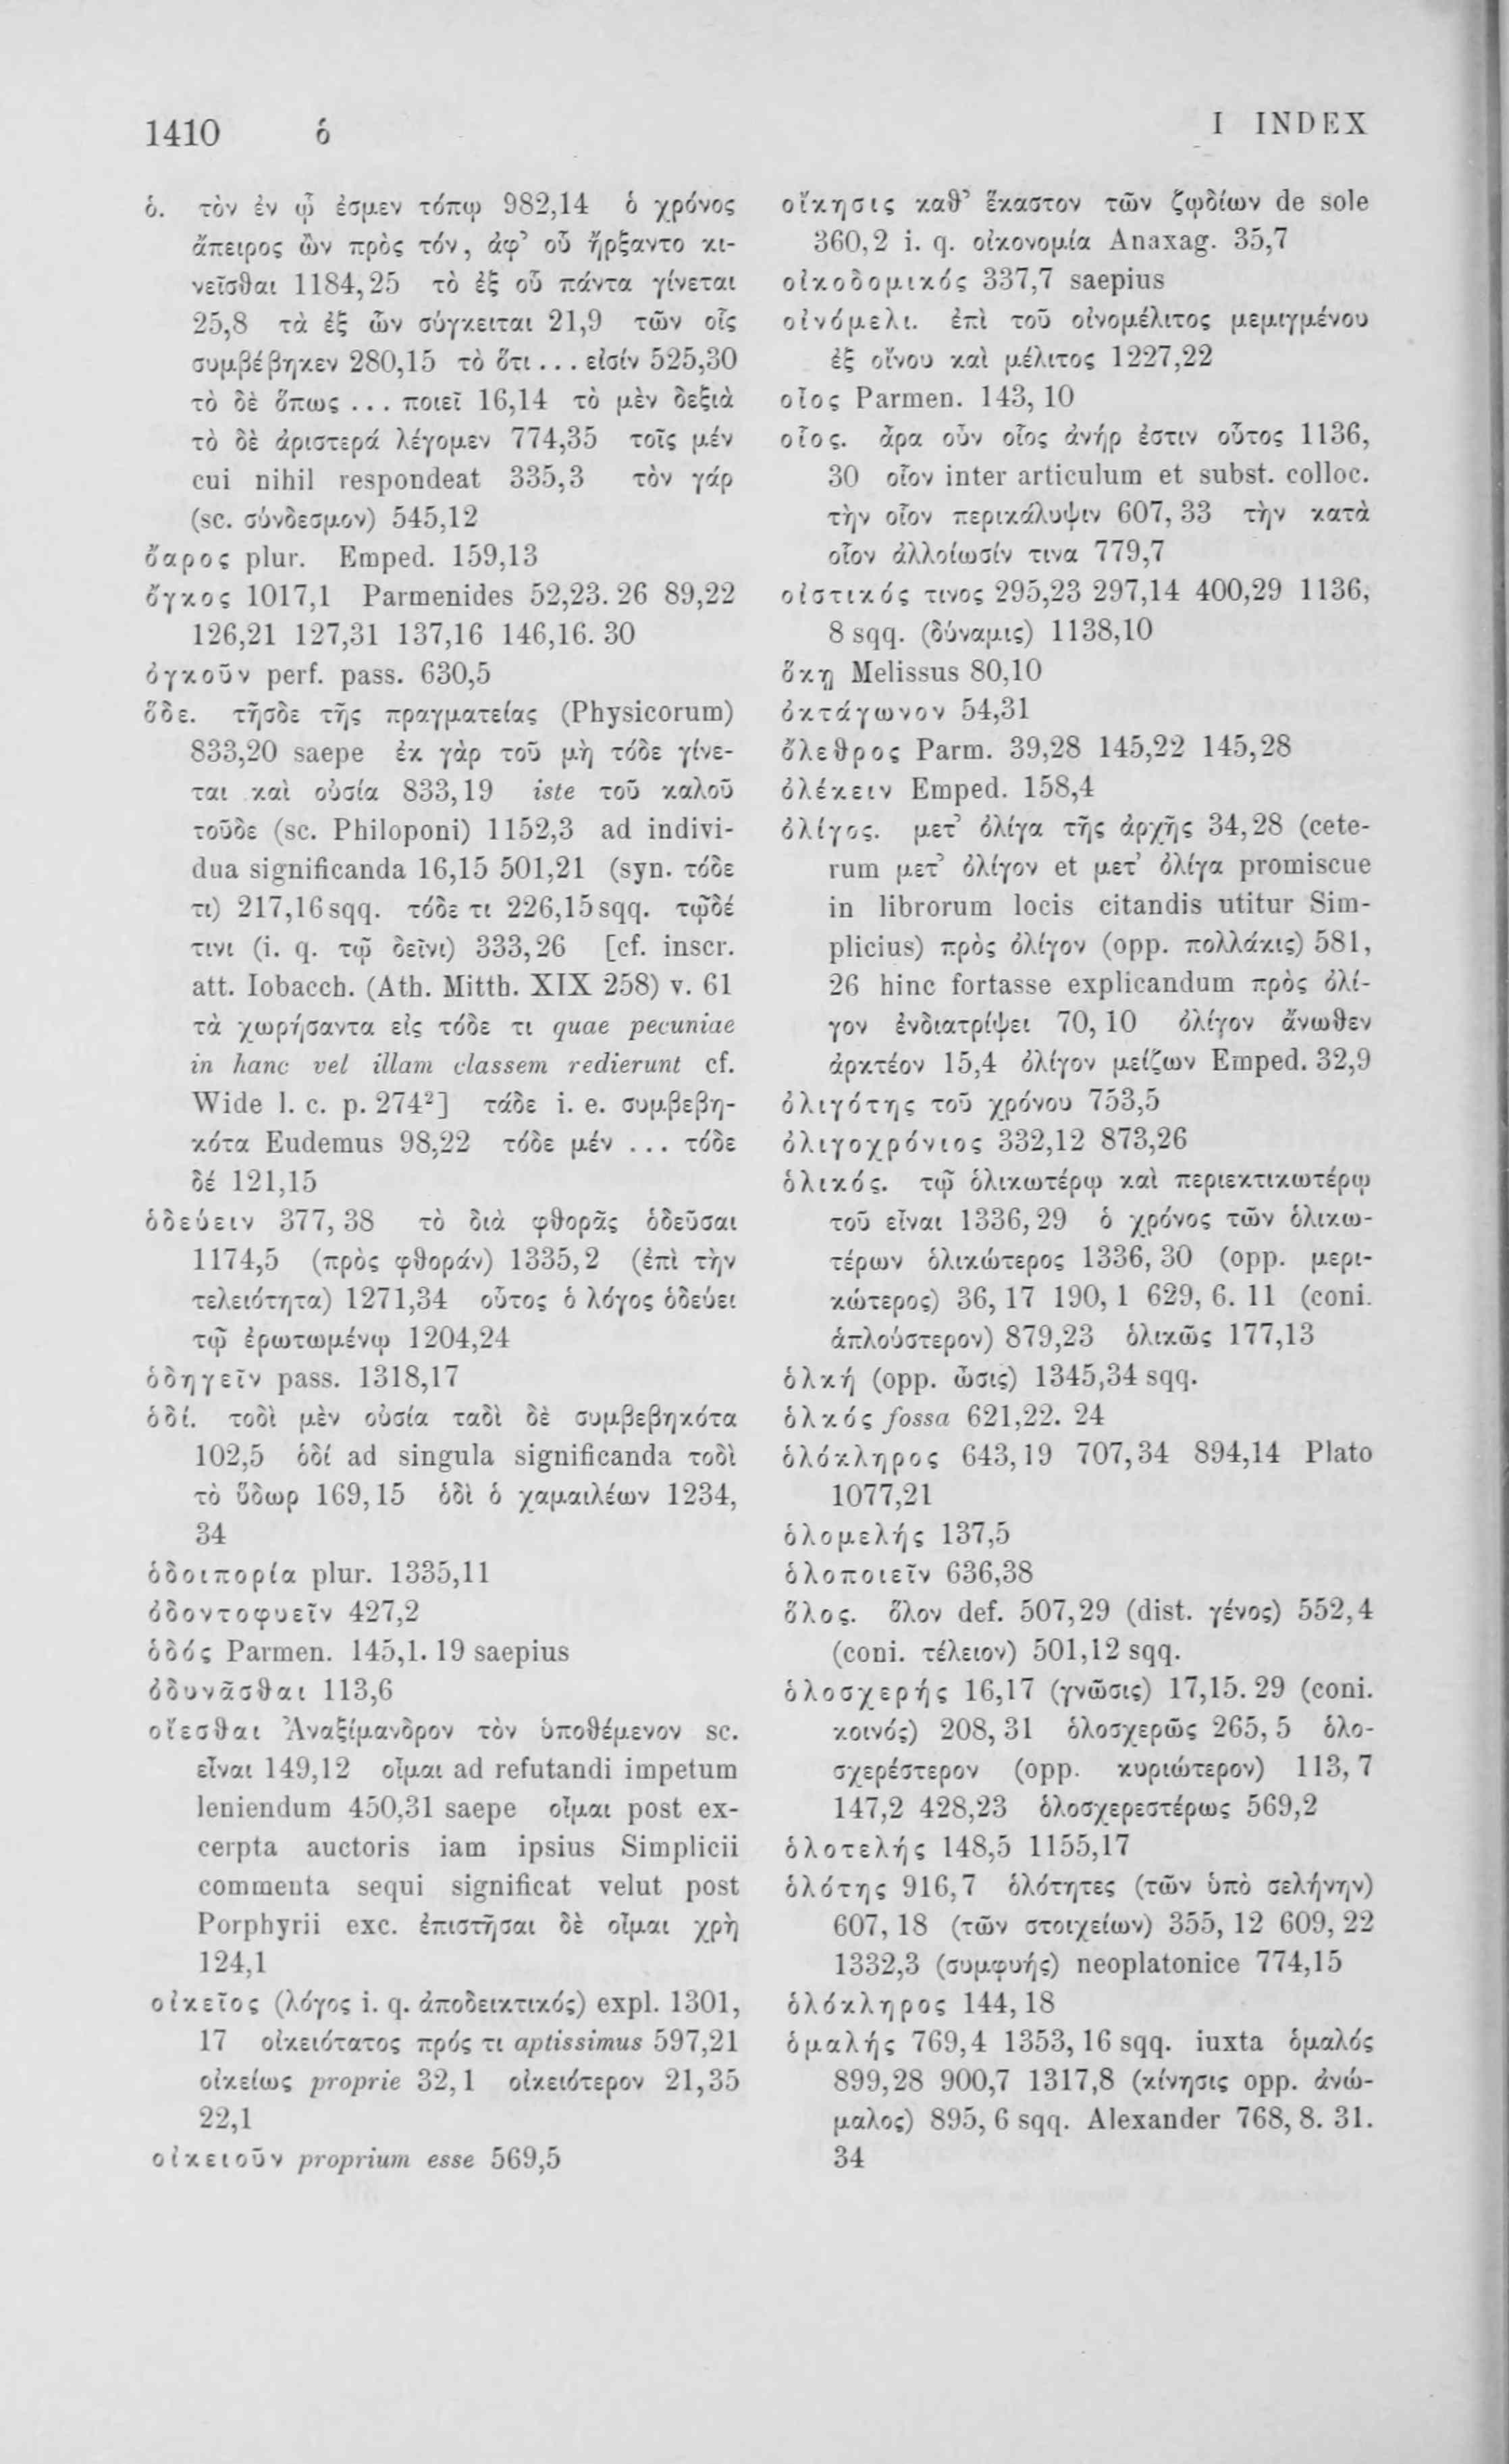 1410 ὁ
I INDEX
ὁ. τὸν ἐν ᾧ ἐσμεν τόπῳ 982,14 ὁ χρόνος
ἄπειρος ὢν πρὸς τόν, ἀφ’ οὗ ἤρξαντο κι-
νεῖσθαι 1184,25 τὸ ἐξ οὗ πάντα γίνεται
25,8 τὰ ἐξ ὧν σύγκειται 21,9 τῶν οἷς
συμβέβηκεν 280,15 τὸ ὅτι ... εἰσίν 525,30
τὸ δὲ ὅπως ... ποιεῖ 16,14 τὸ μὲν δεξιὰ
τὸ δὲ ἀριστερά λέγομεν 774,35 τοῖς μέν
cui nihil respondeat 335,3 τὸν γάρ
(sc. σύνδεσμον) 545,12
ὄαρος plur. Emped. 159,13
ὄγκος 1017,1 Parmenides 52,23. 26 89,22
126,21 127,31 137,16 146,16. 30
ὀγκοῦν perf. pass. 630,5
ὅδε. τῆσδε τῆς πραγματείας (Physicorum)
833,20 saepe ἐκ γὰρ τοῦ μὴ τόδε γίνε-
ται καὶ οὐσία 833,19 iste τοῦ καλοῦ
τοῦδε (sc. Philoponi) 1152,3 ad indivi-
dua significanda 16,15 501,21 (syn. τόδε
τι) 217,16 sqq. τόδε τι 226,15 sqq. τῷδέ
τινι (i. q. τῷ δεῖνι) 333,26 [cf. inscr.
att. Iobacch. (Ath. Mitth. XIX 258) v. 61
τὰ χωρήσαντα εἰς τόδε τι quae pecuniae
in hanc vel illam classem redierunt cf.
Wide l. c. p. 274²] τάδε i. e. συμβεβη-
κότα Eudemus 98,22 τόδε μέν ... τόδε
δέ 121,15
ὁδεύειν 377,38 τὸ διὰ φθορᾶς ὁδεῦσαι
1174,5 (πρὸς φθοράν) 1335,2 (ἐπὶ τὴν
τελειότητα) 1271,34 οὗτος ὁ λόγος ὁδεύει
τῷ ἐρωτωμένῳ 1204,24
ὁδηγεῖν pass. 1318,17
ὁδί. τοδὶ μὲν οὐσία ταδὶ δὲ συμβεβηκότα
102,5 ὁδί ad singula significanda τοδὶ
τὸ ὕδωρ 169,15 ὁδὶ ὁ χαμαιλέων 1234,
34
ὁδοιπορία plur. 1335,11
ὀδοντοφυεῖν 427,2
ὁδός Parmen. 145,1. 19 saepius
ὀδυνᾶσθαι 113,6
οἴεσθαι Ἀναξίμανδρον τὸν ὑποθέμενον sc.
εἶναι 149,12 οἶμαι ad refutandi impetum
leniendum 450,31 saepe οἶμαι post ex-
cerpta auctoris iam ipsius Simplicii
commenta sequi significat velut post
Porphyrii exc. ἐπιστῆσαι δὲ οἶμαι χρὴ
124,1
οἰκεῖος (λόγος i. q. ἀποδεικτικός) expl. 1301,
17 οἰκειότατος πρός τι aptissimus 597,21
οἰκείως proprie 32,1 οἰκειότερον 21,35
22,1
οἰκειοῦν proprium esse 569,5
οἴκησις καθ’ ἕκαστον τῶν ζῳδίων de sole
360,2 i. q. οἰκονομία Anaxag. 35,7
οἰκοδομικός 337,7 saepius
οἰνόμελι. ἐπὶ τοῦ οἰνομέλιτος μεμιγμένου
ἐξ οἴνου καὶ μέλιτος 1227,22
οἶος Parmen. 143,10
οἷος. ἆρα οὖν οἷος ἀνήρ ἐστιν οὗτος 1136,
30 οἷον inter articulum et subst. colloc.
τὴν οἷον περικάλυψιν 607,33 τὴν κατὰ
οἷον ἀλλοίωσίν τινα 779,7
οἰστικός τινος 295,23 297,14 400,29 1136,
8 sqq. (δύναμις) 1138,10
ὅκῃ Melissus 80,10
ὀκτάγωνον 54,31
ὄλεθρος Parm. 39,28 145,22 145,28
ὀλέκειν Emped. 158,4
ὀλίγος. μετ’ ὀλίγα τῆς ἀρχῆς 34,28 (cete-
rum μετ’ ὀλίγον et μετ’ ὀλίγα promiscue
in librorum locis citandis utitur Sim-
plicius) πρὸς ὀλίγον (opp. πολλάκις) 581,
26 hinc fortasse explicandum πρὸς ὀλί-
γον ἐνδιατρίψει 70,10 ὀλίγον ἄνωθεν
ἀρκτέον 15,4 ὀλίγον μείζων Emped. 32,9
ὀλιγότης τοῦ χρόνου 753,5
ὀλιγοχρόνιος 332,12 873,26
ὁλικός. τῷ ὁλικωτέρῳ καὶ περιεκτικωτέρῳ
τοῦ εἶναι 1336,29 ὁ χρόνος τῶν ὁλικω-
τέρων ὁλικώτερος 1336,30 (opp. μερι-
κώτερος) 36,17 190,1 629,6. 11 (coni.
ἁπλούστερον) 879,23 ὁλικῶς 177,13
ὁλκή (opp. ὦσις) 1345,34 sqq.
ὁλκός fossa 621,22. 24
ὁλόκληρος 643,19 707,34 894,14 Plato
1077,21
ὁλομελής 137,5
ὁλοποιεῖν 636,38
ὅλος. ὅλον def. 507,29 (dist. γένος) 552,4
(coni. τέλειον) 501,12 sqq.
ὁλοσχερής 16,17 (γνῶσις) 17,15. 29 (coni.
κοινός) 208,31 ὁλοσχερῶς 265,5 ὁλο-
σχερέστερον (opp. κυριώτερον) 113,7
147,2 428,23 ὁλοσχερεστέρως 569,2
ὁλοτελής 148,5 1155,17
ὁλότης 916,7 ὁλότητες (τῶν ὑπὸ σελήνην)
607,18 (τῶν στοιχείων) 355,12 609,22
1332,3 (συμφυής) neoplatonice 774,15
ὁλόκληρος 144,18
ὁμαλής 769,4 1353,16 sqq. iuxta ὁμαλός
899,28 900,7 1317,8 (κίνησις opp. ἀνώ-
μαλος) 895,6 sqq. Alexander 768,8. 31.
34